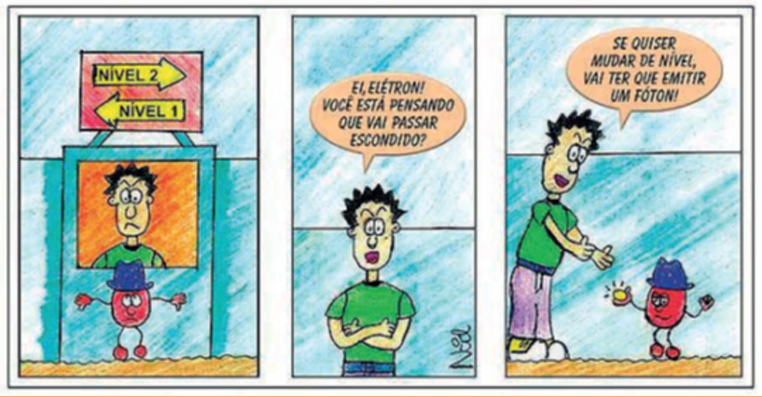 NÍVEL 2
NÍVEL 1
EI, ELÉTRON!
VOCÊ ESTÁ PENSANDO
QUE VAI PASSAR
ESCONDIDO?
SE QUISER
MUDAR DE NÍVEL,
VAI TER QUE EMITIR
UM FÓTON!